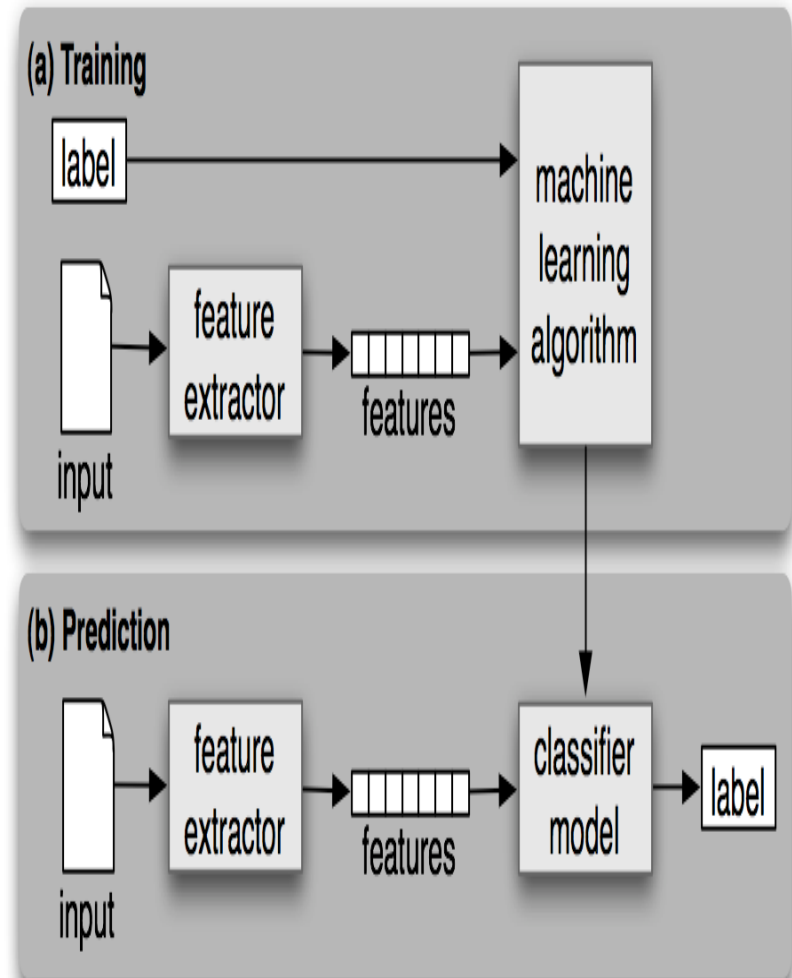 (a) Training
label
machine
learning
algorithm
feature
extractor
features
input
(b) Prediction
feature
extractor
features
input
classifier
model
label